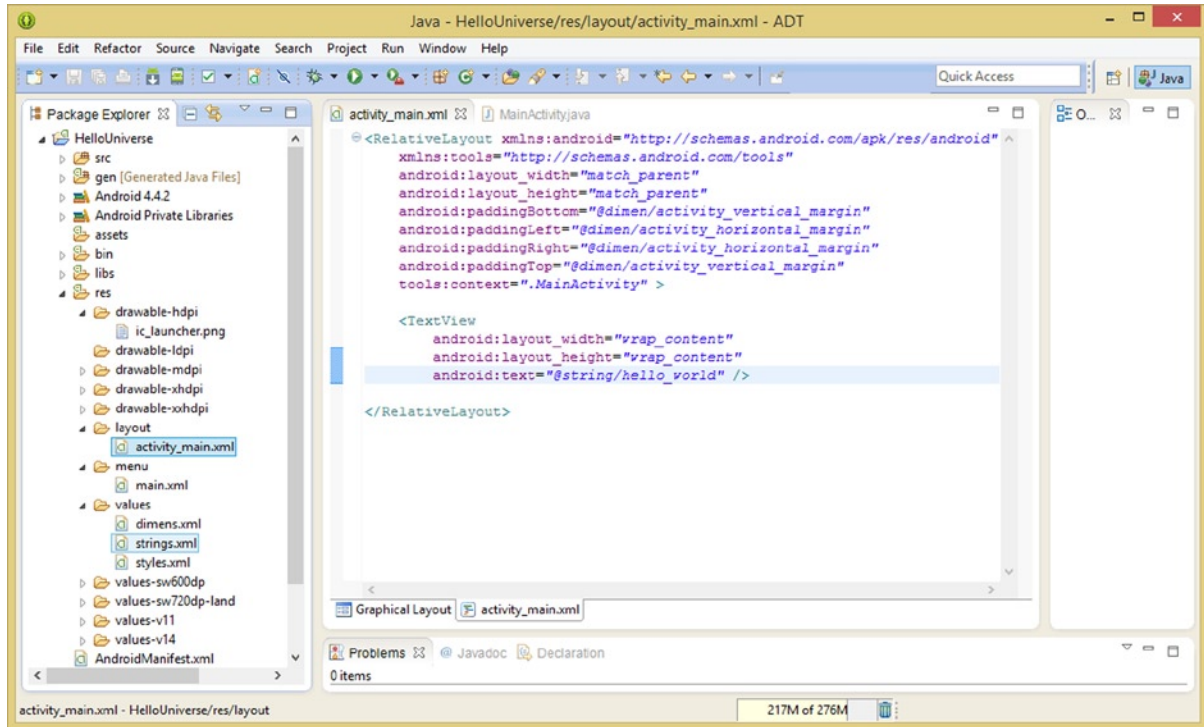 Java - HelloUniverse/res/layout/activity_main.xml - ADT
File Edit Refactor Source Navigate Search Project Run Window Help
Quick Access
Java
Package Explorer
HelloUniverse
src
gen [Generated Java Files]
Android 4.4.2
Android Private Libraries
assets
bin
libs
res
drawable-hdpi
ic_launcher.png
drawable-ldpi
drawable-mdpi
drawable-xhdpi
drawable-xxhdpi
layout
activity_main.xml
menu
main.xml
values
dimens.xml
strings.xml
styles.xml
values-sw600dp
values-sw720dp-land
values-v11
values-v14
AndroidManifest.xml
activity_main.xml MainActivity.java
<RelativeLayout xmlns:android="http://schemas.android.com/apk/res/android"
xmlns:tools="http://schemas.android.com/tools"
android:layout_width="match_parent"
android:layout_height="match_parent"
android:paddingBottom="@dimen/activity_vertical_margin"
android:paddingLeft="@dimen/activity_horizontal_margin"
android:paddingRight="@dimen/activity_horizontal_margin"
android:paddingTop="@dimen/activity_vertical_margin"
tools:context=".MainActivity" >
<TextView
android:layout_width="wrap_content"
android:layout_height="wrap_content"
android:text="@string/hello_world" />
</RelativeLayout>
Graphical Layout activity_main.xml
O...
Problems @ Javadoc Declaration
0 items
activity_main.xml - HelloUniverse/res/layout
217M of 276M